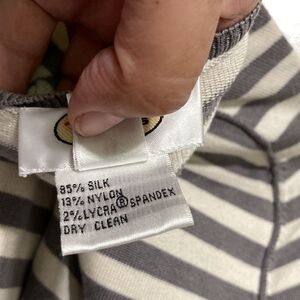 85% SILK
13% NYLON
2% LYCRA® SPANDEX
DRY CLEAN